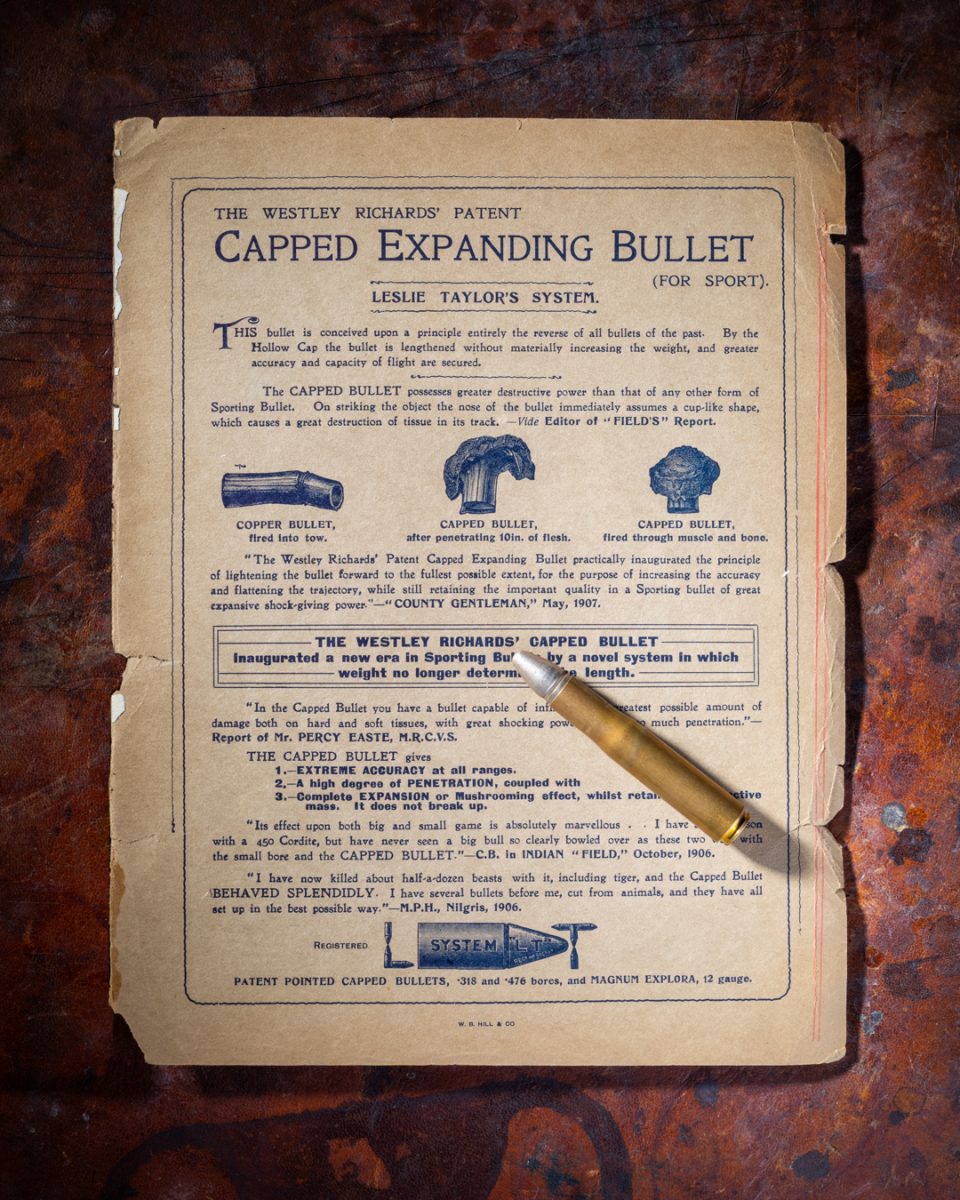 THE WESTLEY RICHARDS' PATENT
CAPPED EXPANDING BULLET
(FOR SPORT).
LESLIE TAYLOR'S SYSTEM.
THIS bullet is conceived upon a principle entirely the reverse of all bullets of the past. By the
Hollow Cap the bullet is lengthened without materially increasing the weight, and greater
accuracy and capacity of flight are secured.
The CAPPED BULLET possesses greater destructive power than that of any other form of
Sporting Bullet. On striking the object the nose of the bullet immediately assumes a cup-like shape,
which causes a great destruction of tissue in its track. —Vide Editor of "FIELD'S" Report.
COPPER BULLET,
fired into tow.
CAPPED BULLET,
after penetrating 10in. of flesh.
CAPPED BULLET,
fired through muscle and bone.
"The Westley Richards' Patent Capped Expanding Bullet practically inaugurated the principle
of lightening the bullet forward to the fullest possible extent, for the purpose of increasing the accuracy
and flattening the trajectory, while still retaining the important quality in a Sporting bullet of great
expansive shock-giving power."—"COUNTY GENTLEMAN," May, 1907.
THE WESTLEY RICHARDS' CAPPED BULLET
Inaugurated a new era in Sporting by a novel system in which
weight no longer length.
"In the Capped Bullet you have a bullet capable of greatest possible amount of
damage both on hard and soft tissues, with great shocking too much penetration."—
Report of Mr. PERCY EASTE, M.R.C.V.S.
THE CAPPED BULLET gives
1.—EXTREME ACCURACY at all ranges.
2.—A high degree of PENETRATION, coupled with
3.—Complete EXPANSION or Mushrooming effect, whilst
mass. It does not break up.
"Its effect upon both big and small game is absolutely marvellous . . I have
with a 450 Cordite, but have never seen a big bull so clearly bowled over as these two with
the small bore and the CAPPED BULLET."—C.B. in INDIAN "FIELD," October, 1906.
"I have now killed about half-a-dozen beasts with it, including tiger, and the Capped Bullet
BEHAVED SPLENDIDLY. I have several bullets before me, cut from animals, and they have all
set up in the best possible way."—M.P.H., Nilgris, 1906.
REGISTERED L SYSTEM "LT" T
PATENT POINTED CAPPED BULLETS, ·318 and ·476 bores, and MAGNUM EXPLORA, 12 gauge.
W. B. HILL & CO